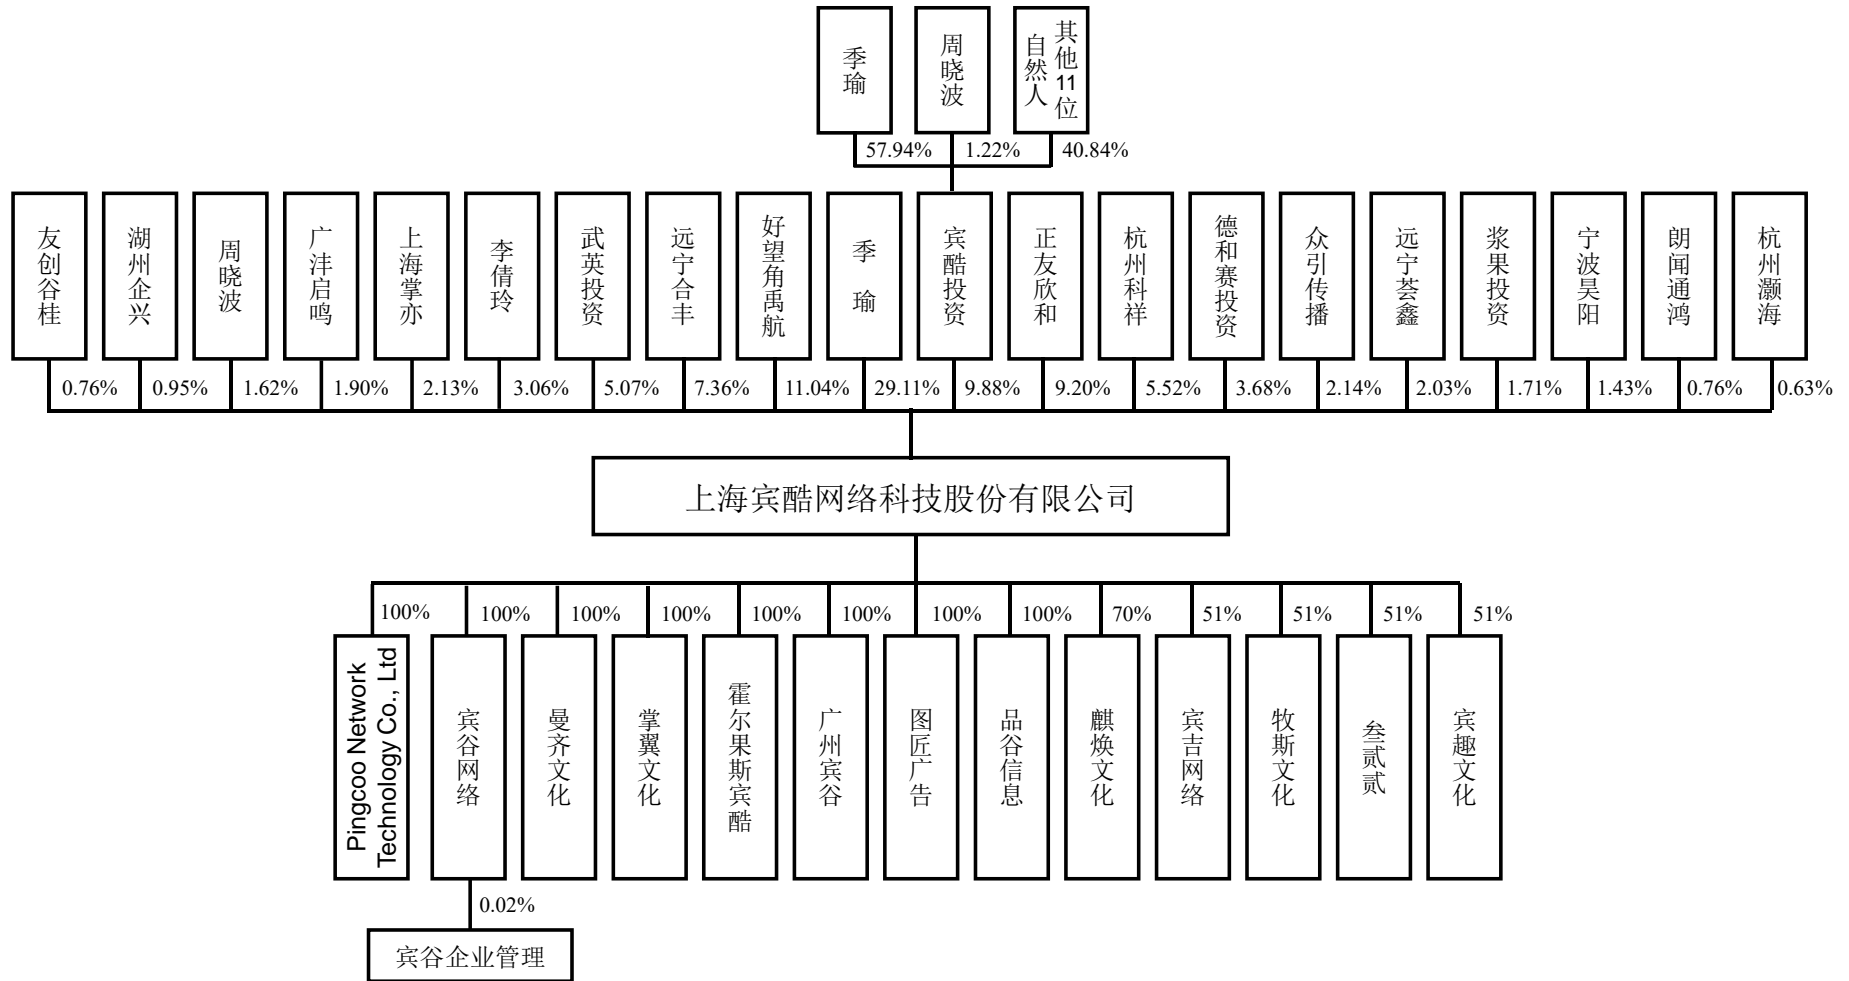 季瑜
周晓波
其他11位
自然人
57.94%
1.22%
40.84%
友创谷桂
湖州企兴
周晓波
广沣启鸣
上海掌亦
李倩玲
武英投资
远宁合丰
好望角禹航
季瑜
宾酷投资
正友欣和
杭州科祥
德和赛投资
众引传播
远宁荟鑫
浆果投资
宁波昊阳
朗闻通鸿
杭州灏海
0.76%
0.95%
1.62%
1.90%
2.13%
3.06%
5.07%
7.36%
11.04%
29.11%
9.88%
9.20%
5.52%
3.68%
2.14%
2.03%
1.71%
1.43%
0.76%
0.63%
上海宾酷网络科技股份有限公司
100%
100%
100%
100%
100%
100%
100%
100%
70%
51%
51%
51%
51%
Pingcoo Network
Technology Co., Ltd
宾谷网络
曼齐文化
掌翼文化
霍尔果斯宾酷
广州宾谷
图匠广告
品谷信息
麒焕文化
宾吉网络
牧斯文化
叁贰贰
宾趣文化
0.02%
宾谷企业管理